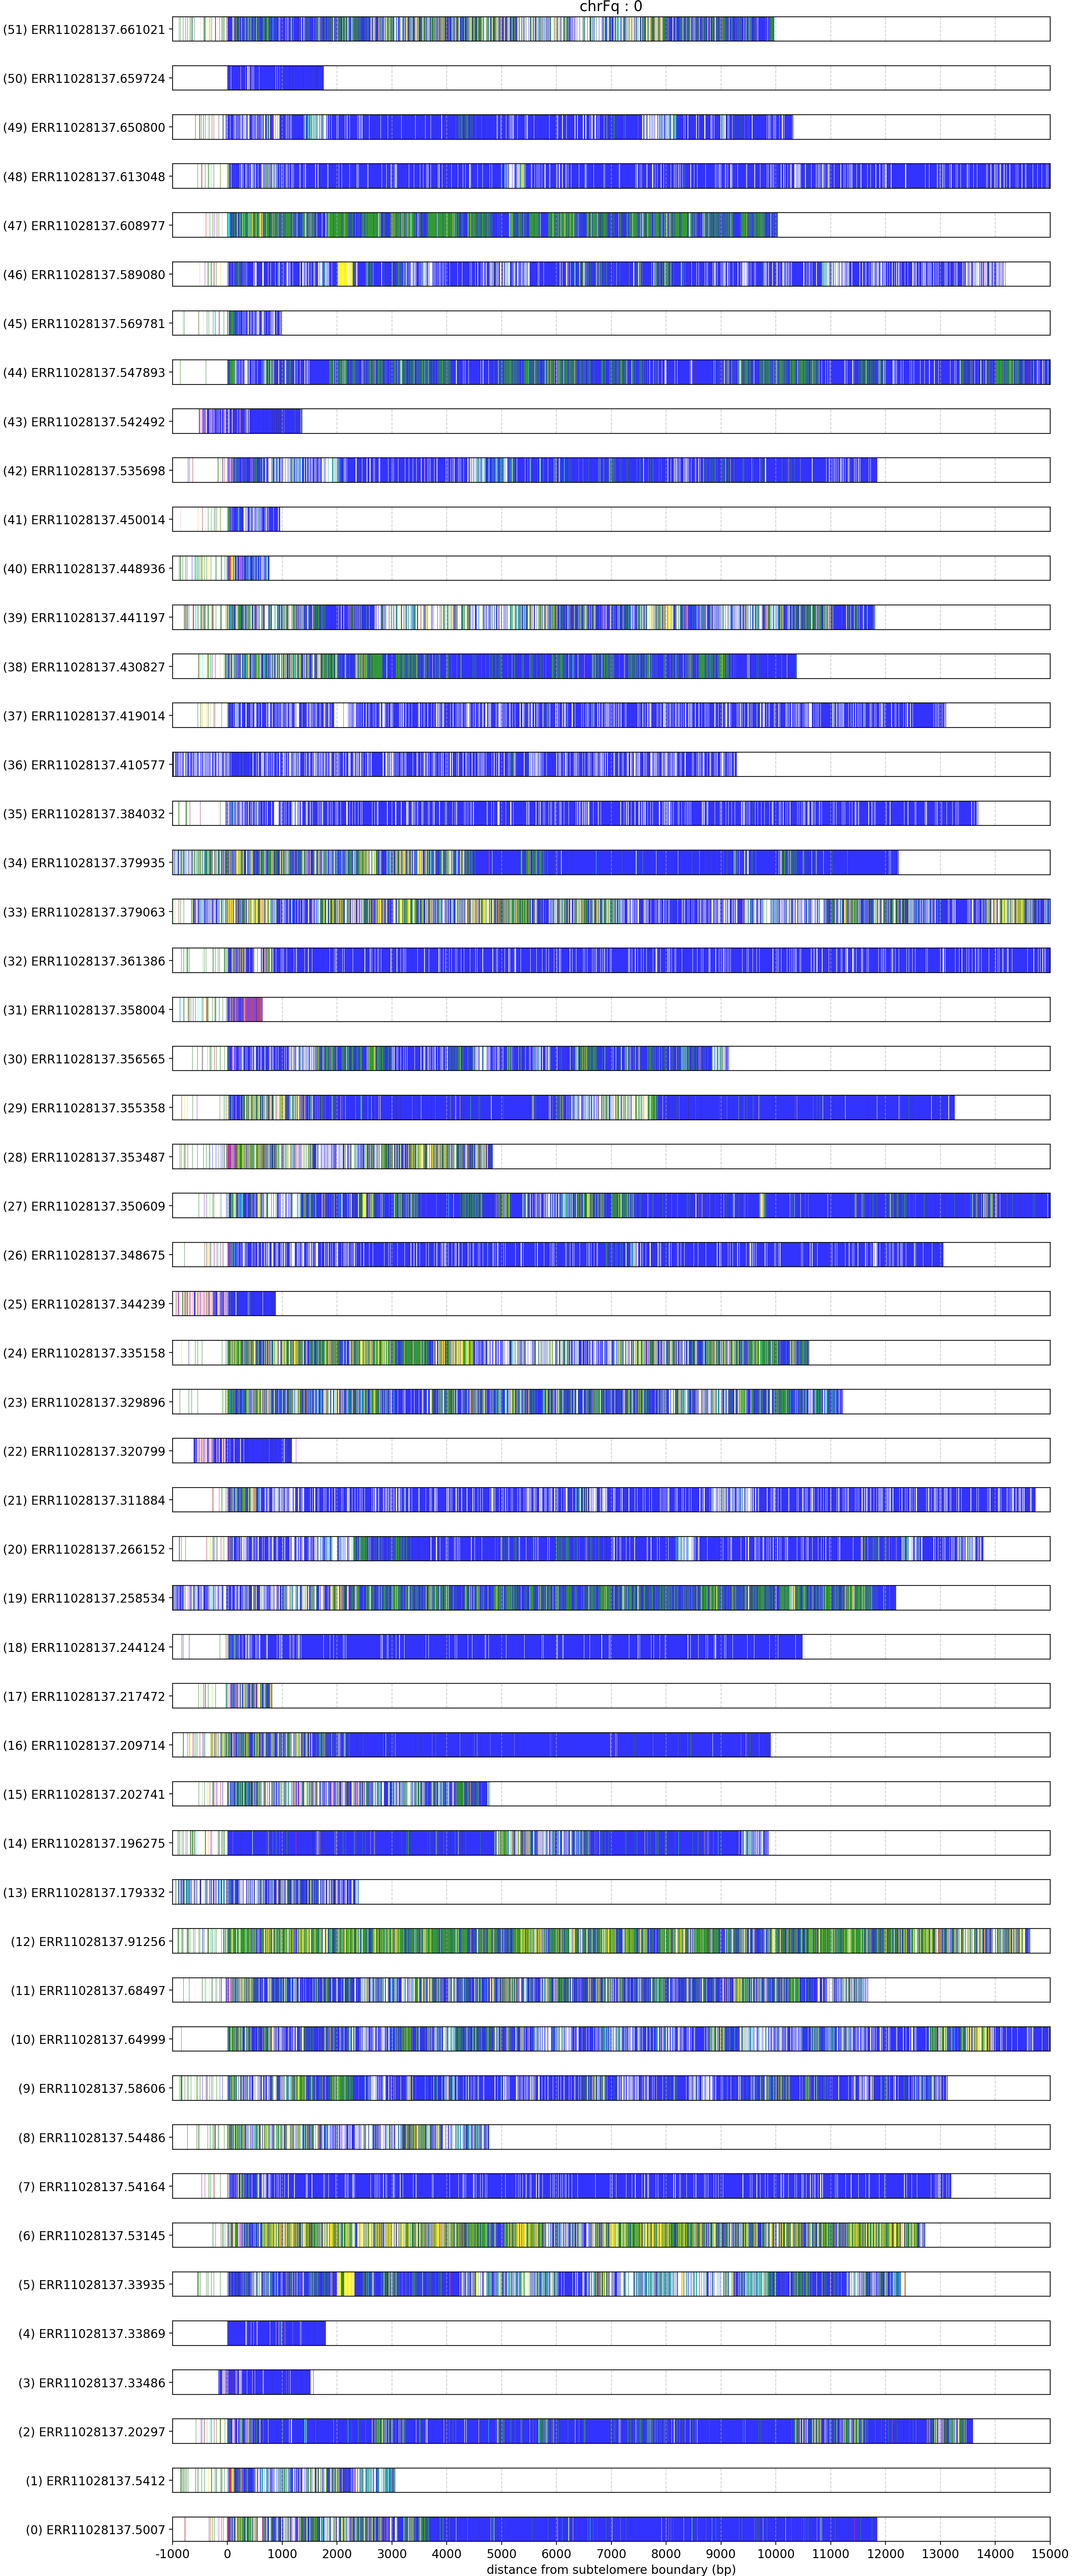 chrFq : 0
(51) ERR11028137.661021
(50) ERR11028137.659724
(49) ERR11028137.650800
(48) ERR11028137.613048
(47) ERR11028137.608977
(46) ERR11028137.589080
(45) ERR11028137.569781
(44) ERR11028137.547893
(43) ERR11028137.542492
(42) ERR11028137.535698
(41) ERR11028137.450014
(40) ERR11028137.448936
(39) ERR11028137.441197
(38) ERR11028137.430827
(37) ERR11028137.419014
(36) ERR11028137.410577
(35) ERR11028137.384032
(34) ERR11028137.379935
(33) ERR11028137.379063
(32) ERR11028137.361386
(31) ERR11028137.358004
(30) ERR11028137.356565
(29) ERR11028137.355358
(28) ERR11028137.353487
(27) ERR11028137.350609
(26) ERR11028137.348675
(25) ERR11028137.344239
(24) ERR11028137.335158
(23) ERR11028137.329896
(22) ERR11028137.320799
(21) ERR11028137.311884
(20) ERR11028137.266152
(19) ERR11028137.258534
(18) ERR11028137.244124
(17) ERR11028137.217472
(16) ERR11028137.209714
(15) ERR11028137.202741
(14) ERR11028137.196275
(13) ERR11028137.179332
(12) ERR11028137.91256
(11) ERR11028137.68497
(10) ERR11028137.64999
(9) ERR11028137.58606
(8) ERR11028137.54486
(7) ERR11028137.54164
(6) ERR11028137.53145
(5) ERR11028137.33935
(4) ERR11028137.33869
(3) ERR11028137.33486
(2) ERR11028137.20297
(1) ERR11028137.5412
(0) ERR11028137.5007
-1000 0 1000 2000 3000 4000 5000 6000 7000 8000 9000 10000 11000 12000 13000 14000 15000
distance from subtelomere boundary (bp)